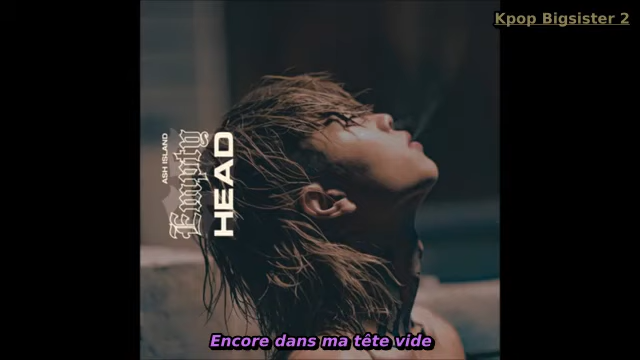 Kpop Bigsister 2
ASH ISLAND
Empty
HEAD
Encore dans ma tête vide